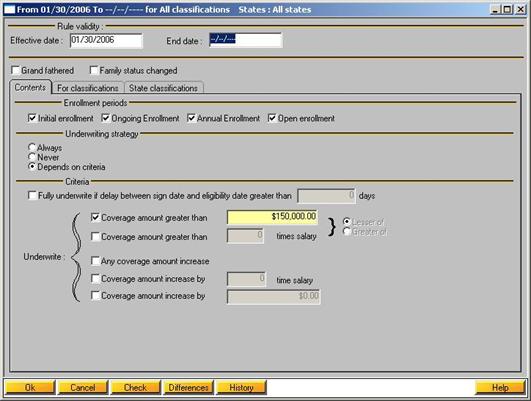 From 01/30/2006 To --/--/---- for All classifications States : All states
Rule validity :
Effective date : 01/30/2006 End date : --/--/----
Grand fathered Family status changed
Contents For classifications State classifications
Enrollment periods
Initial enrollment Ongoing Enrollment Annual Enrollment Open enrollment
Underwriting strategy
Always
Never
Depends on criteria
Criteria
Fully underwrite if delay between sign date and eligibility date greater than 0 days
Coverage amount greater than $150,000.00 Lesser of
Coverage amount greater than 0 times salary Greater of
Underwrite : Any coverage amount increase
Coverage amount increase by 0 time salary
Coverage amount increase by $0.00
Ok Cancel Check Differences History Help